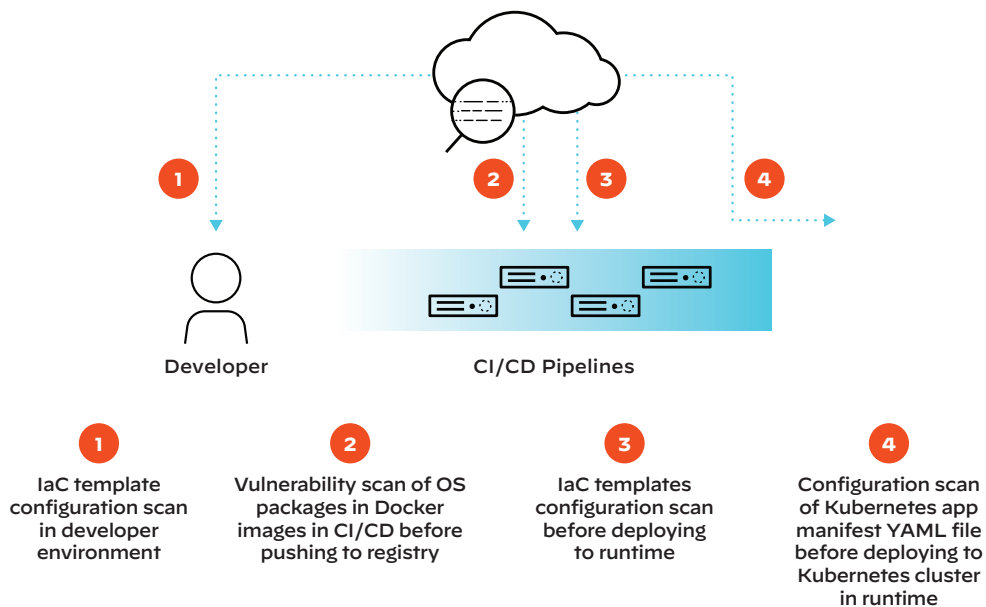 1
2
3
4
Developer
CI/CD Pipelines
1
IaC template
configuration scan
in developer
environment
2
Vulnerability scan of OS
packages in Docker
images in CI/CD before
pushing to registry
3
IaC templates
configuration scan
before deploying
to runtime
4
Configuration scan
of Kubernetes app
manifest YAML file
before deploying to
Kubernetes cluster
in runtime